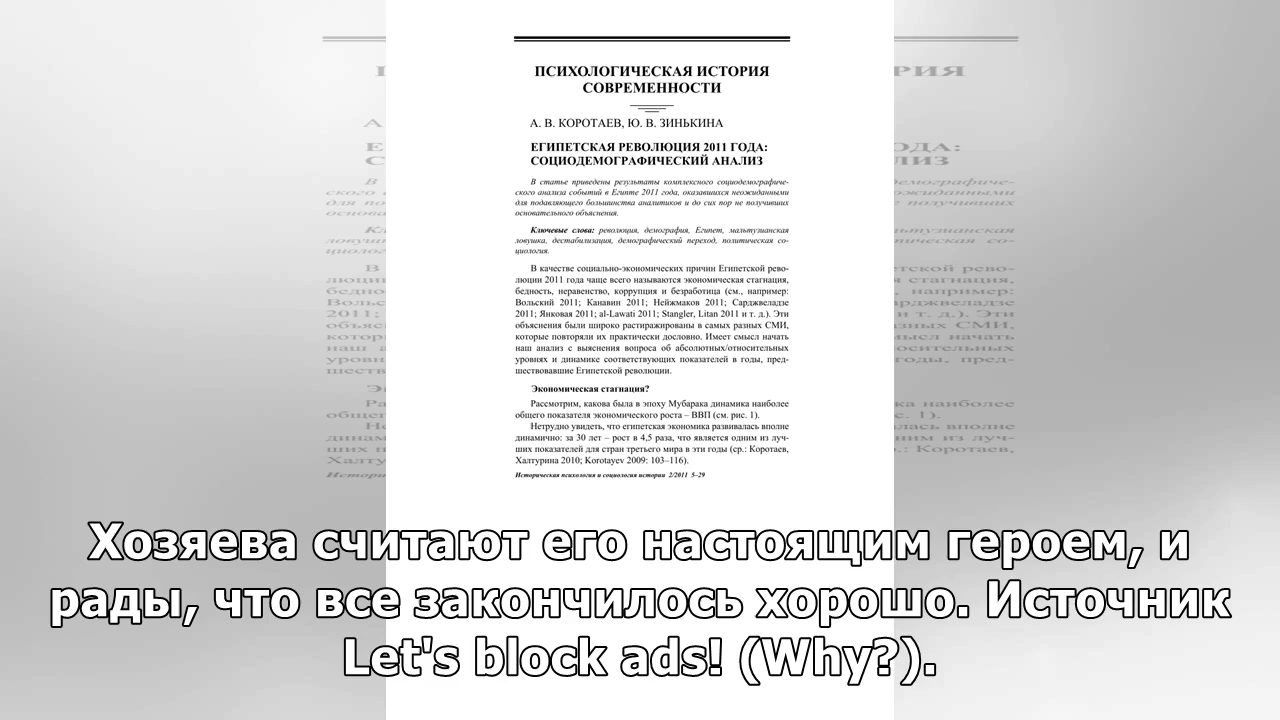 ПСИХОЛОГИЧЕСКАЯ ИСТОРИЯ
СОВРЕМЕННОСТИ
А. В. КОРОТАЕВ, Ю. В. ЗИНЬКИНА
ЕГИПЕТСКАЯ РЕВОЛЮЦИЯ 2011 ГОДА:
СОЦИОДЕМОГРАФИЧЕСКИЙ АНАЛИЗ
В статье приведены результаты комплексного социодемографиче-
ского анализа событий в Египте 2011 года, оказавшихся неожиданными
для подавляющего большинства аналитиков и до сих пор не получивших
основательного объяснения.
Ключевые слова: революция, демография, Египет, мальтузианская
ловушка, дестабилизация, демографический переход, политическая со-
циология.
В качестве социально-экономических причин Египетской рево-
люции 2011 года чаще всего называются экономическая стагнация,
бедность, неравенство, коррупция и безработица (см., например:
Вольский 2011; Канавин 2011; Нейжмаков 2011; Сарджвеладзе
2011; Янковая 2011; al-Lawati 2011; Stangler, Litan 2011 и т. д.). Эти
объяснения были широко растиражированы в самых разных СМИ,
которые повторяли их практически дословно. Имеет смысл начать
наш анализ с выяснения вопроса об абсолютных/относительных
уровнях и динамике соответствующих показателей в годы, пред-
шествовавшие Египетской революции.
Экономическая стагнация?
Рассмотрим, какова была в эпоху Мубарака динамика наиболее
общего показателя экономического роста – ВВП (см. рис. 1).
Нетрудно увидеть, что египетская экономика развивалась вполне
динамично: за 30 лет – рост в 4,5 раза, что является одним из луч-
ших показателей для стран третьего мира в эти годы (ср.: Коротаев,
Халтурина 2010; Korotayev 2009: 103–116).
Историческая психология и социология истории 2/2011 5–29
Хозяева считают его настоящим героем, и
рады, что все закончилось хорошо. Источник
Let's block ads! (Why?).